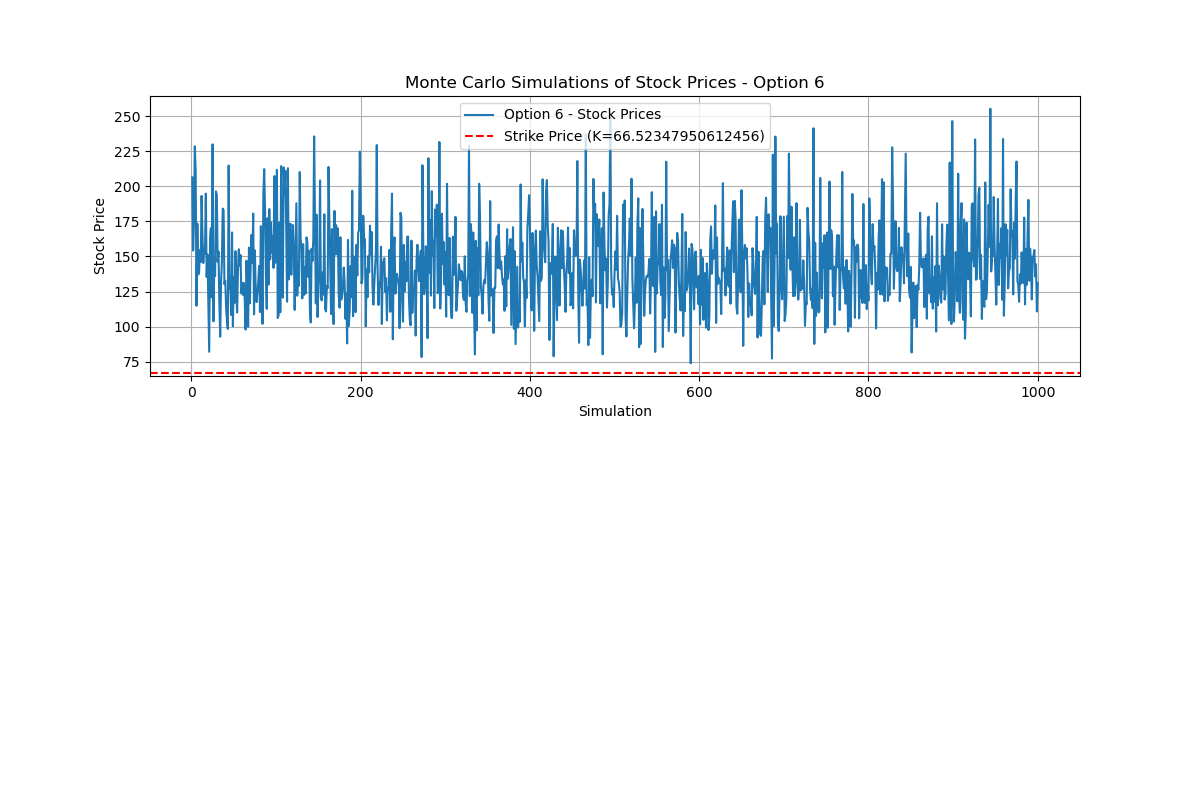 Monte Carlo Simulations of Stock Prices - Option 6
Option 6 - Stock Prices
Strike Price (K=66.52347950612456)
250
225
200
175
150
125
100
75
Stock Price
0 200 400 600 800 1000
Simulation